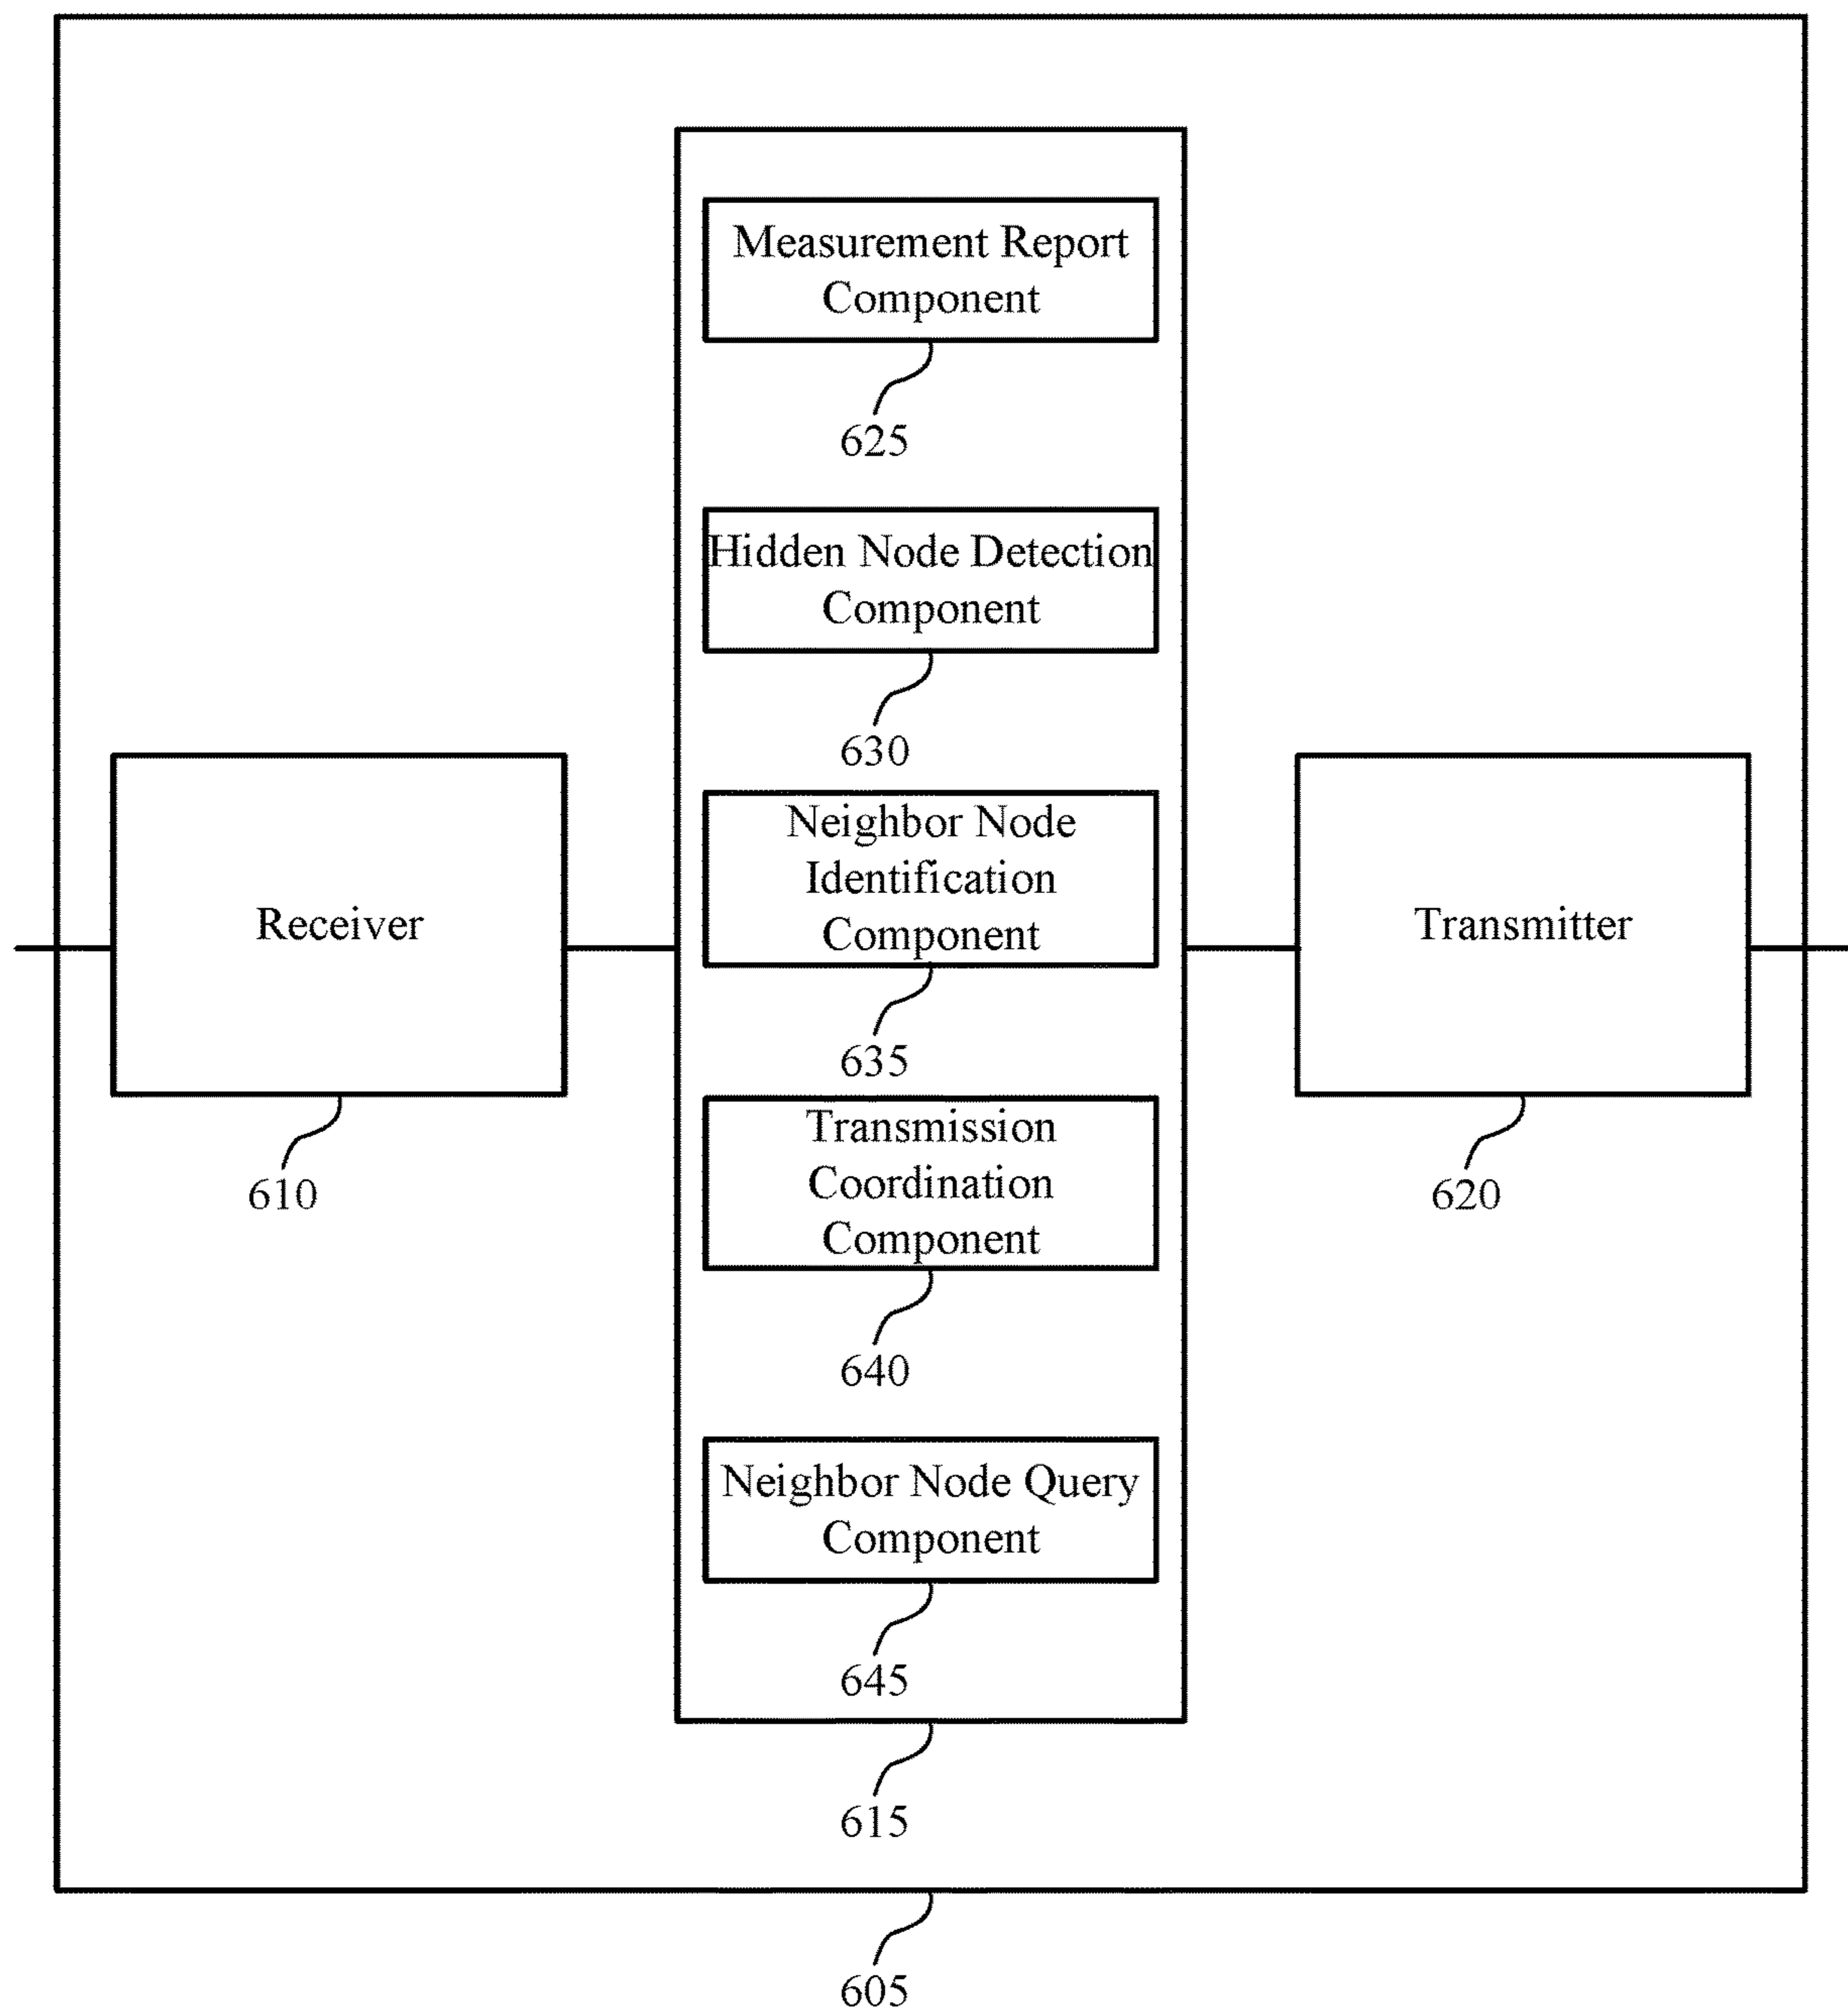 Measurement Report
Component
625
Hidden Node Detection
Component
630
Neighbor Node
Identification
Component
635
Receiver
610
Transmitter
620
Transmission
Coordination
Component
640
Neighbor Node Query
Component
645
615
605